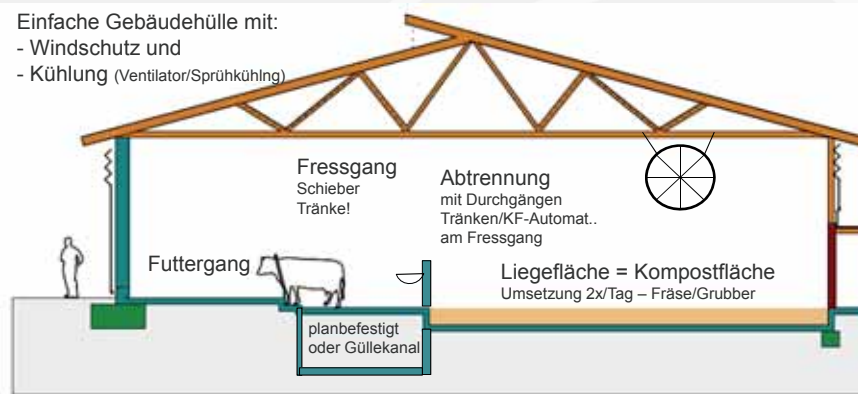 Einfache Gebäudehülle mit:
- Windschutz und
- Kühlung (Ventilator/Sprühkühlng)
Fressgang
Schieber
Tränke!
Abtrennung
mit Durchgängen
Tränken/KF-Automat..
am Fressgang
Futtergang
Liegefläche = Kompostfläche
Umsetzung 2x/Tag – Fräse/Grubber
planbefestigt
oder Güllekanal